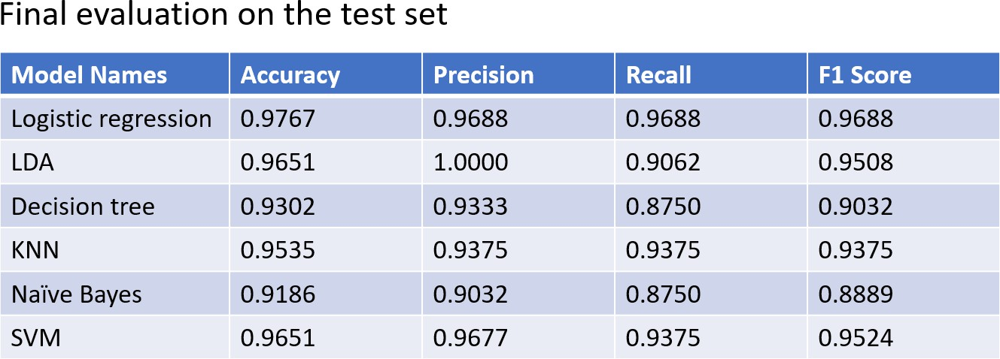 Final evaluation on the test set
Model Names Accuracy Precision Recall F1 Score
Logistic regression 0.9767 0.9688 0.9688 0.9688
LDA 0.9651 1.0000 0.9062 0.9508
Decision tree 0.9302 0.9333 0.8750 0.9032
KNN 0.9535 0.9375 0.9375 0.9375
Naïve Bayes 0.9186 0.9032 0.8750 0.8889
SVM 0.9651 0.9677 0.9375 0.9524